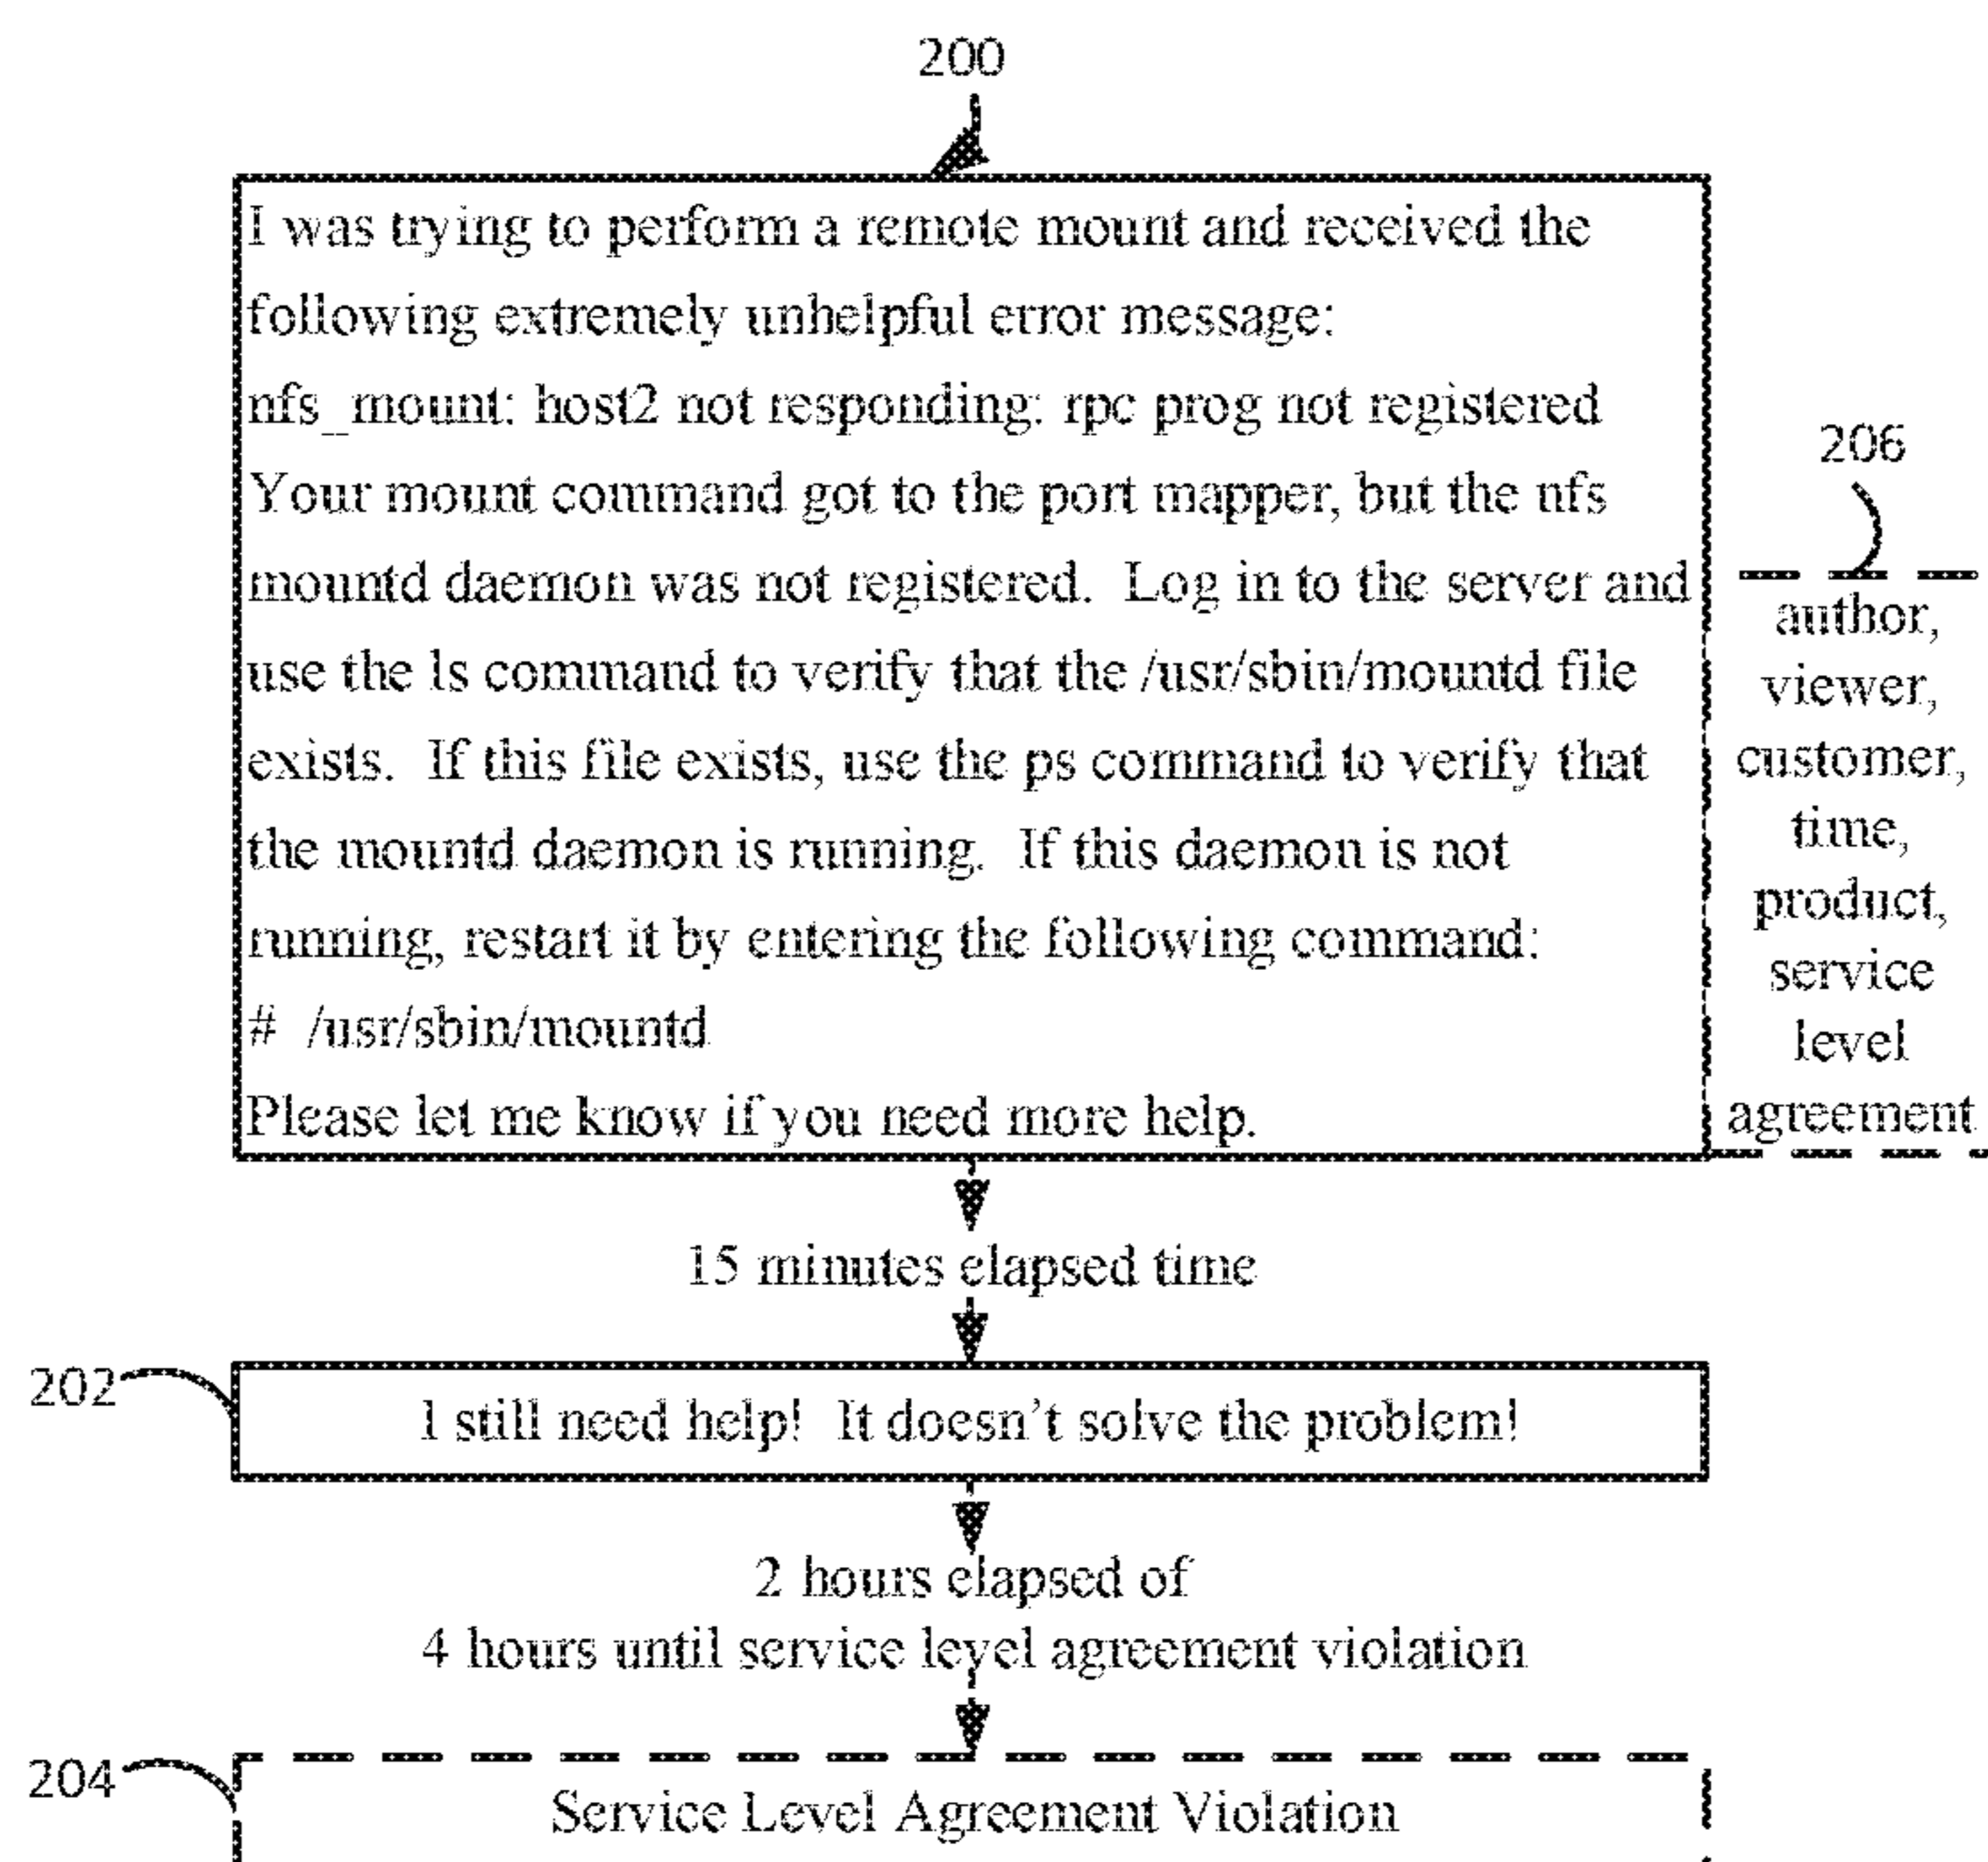 200
I was trying to perform a remote mount and received the
following extremely unhelpful error message:
nfs_mount: host2 not responding: rpc prog not registered
Your mount command got to the port mapper, but the nfs
mountd daemon was not registered.  Log in to the server and
use the ls command to verify that the /usr/sbin/mountd file
exists.  If this file exists, use the ps command to verify that
the mountd daemon is running.  If this daemon is not
running, restart it by entering the following command:
#  /usr/sbin/mountd
Please let me know if you need more help.
206
author,
viewer,
customer,
time,
product,
service
level
agreement
15 minutes elapsed time
202
I still need help!  It doesn't solve the problem!
2 hours elapsed of
4 hours until service level agreement violation
204
Service Level Agreement Violation